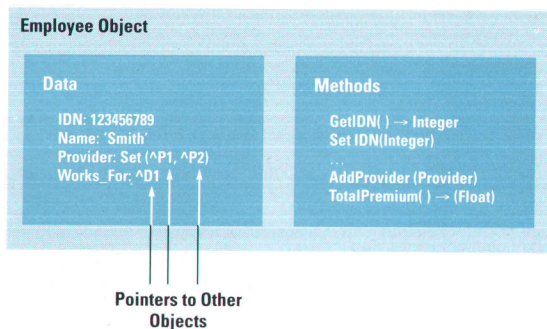 Employee Object
Data
IDN: 123456789
Name: 'Smith'
Provider: Set (^P1, ^P2)
Works_For: ^D1
Methods
GetIDN( ) → Integer
Set IDN(Integer)
...
AddProvider (Provider)
TotalPremium( ) → (Float)
Pointers to Other
Objects